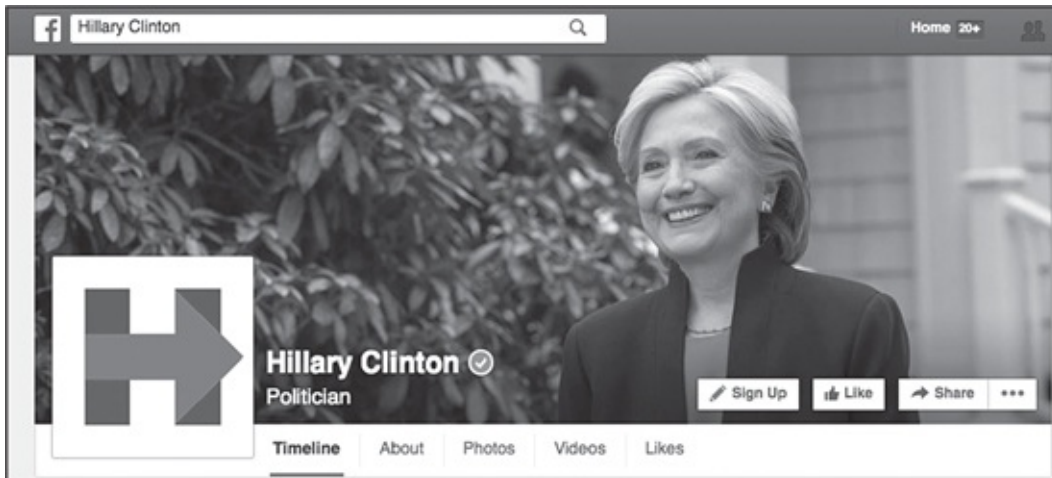 Hillary Clinton
Home 20+
Hillary Clinton
Politician
Sign Up
Like
Share
Timeline
About
Photos
Videos
Likes